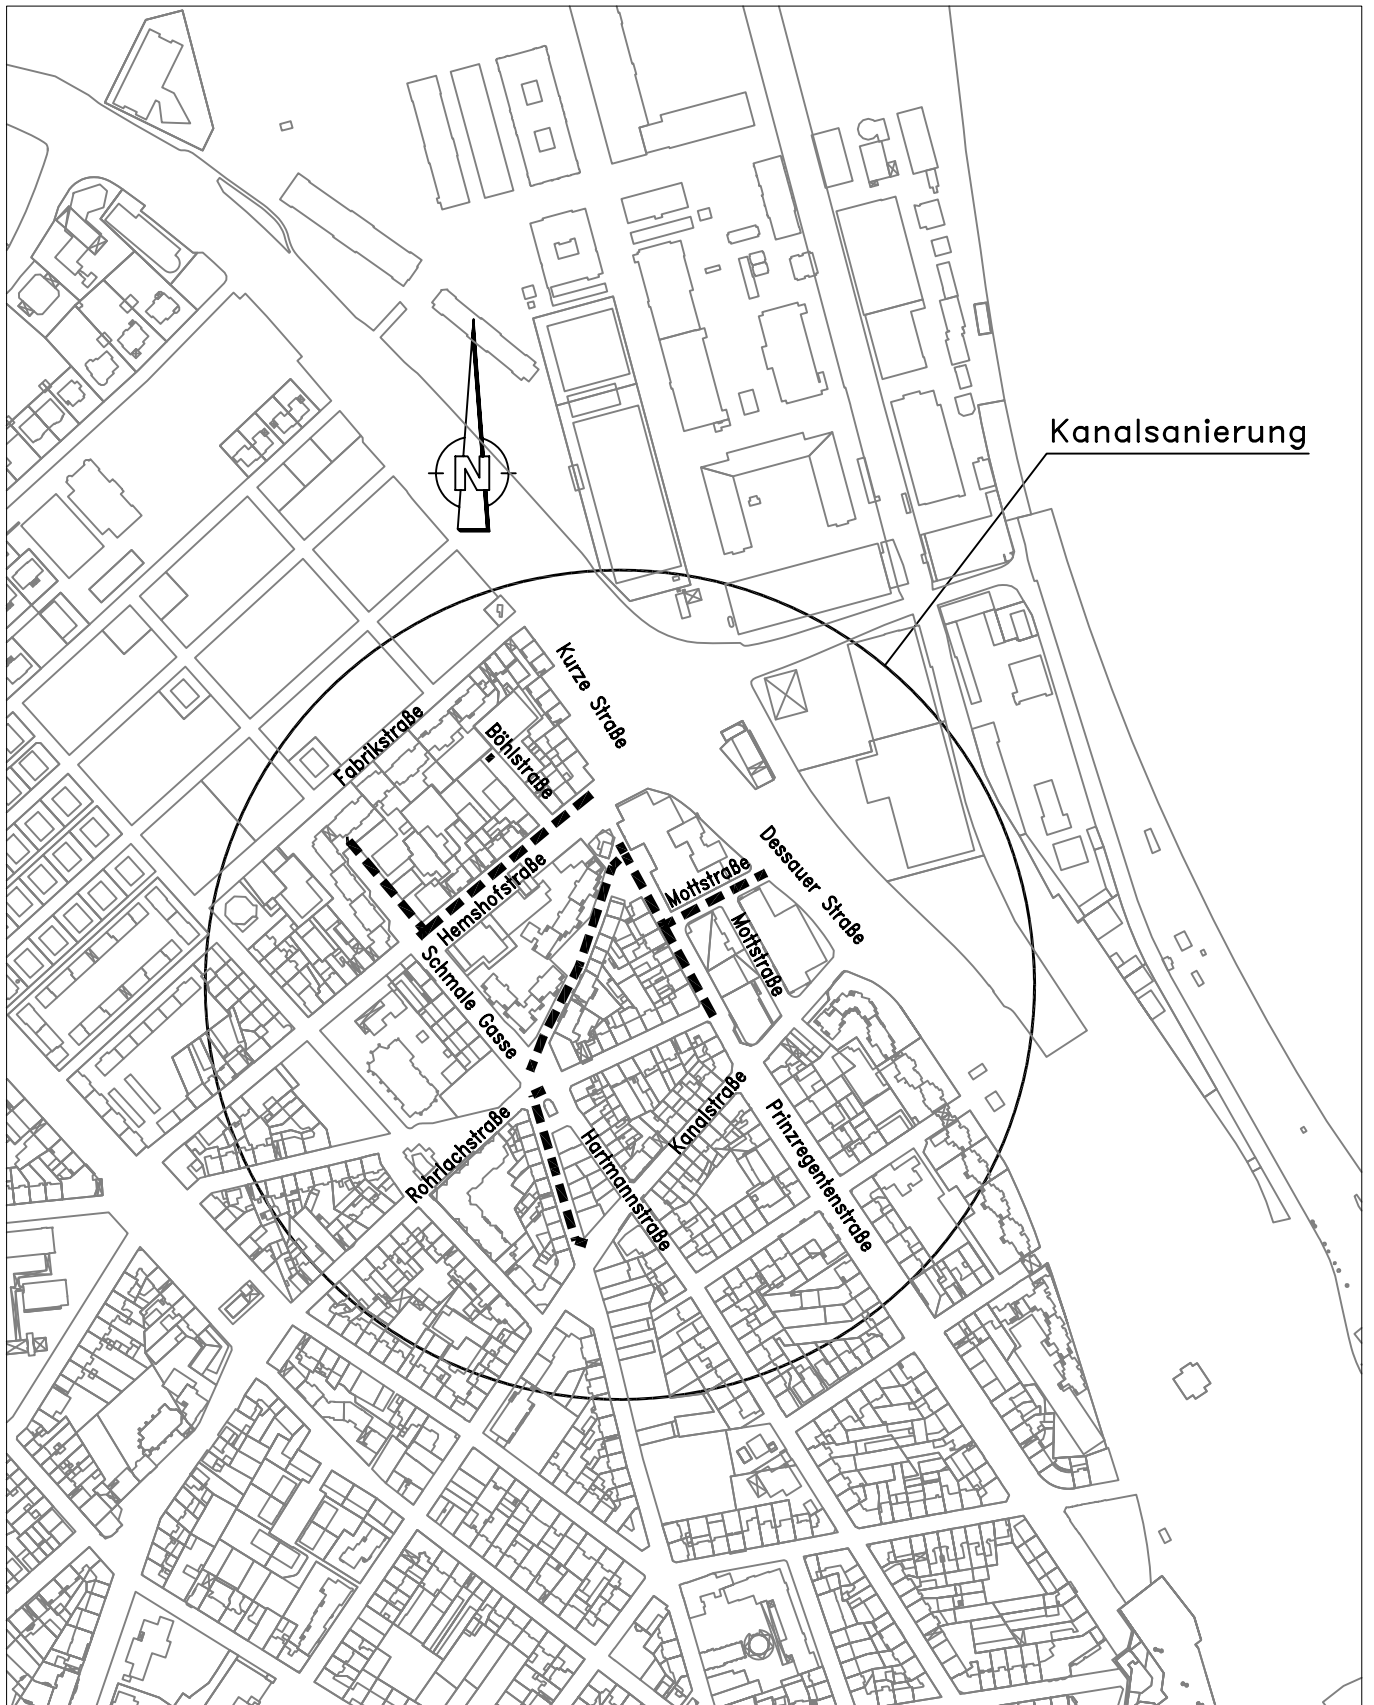 Kanalsanierung
N
Kurze Straße
Fabrikstraße
Böhlstraße
Dessauer Straße
Hemshofstraße
Mottstraße
Mottstraße
Schmale Gasse
Kanalstraße
Prinzregentenstraße
Rohrlachstraße
Hartmannstraße